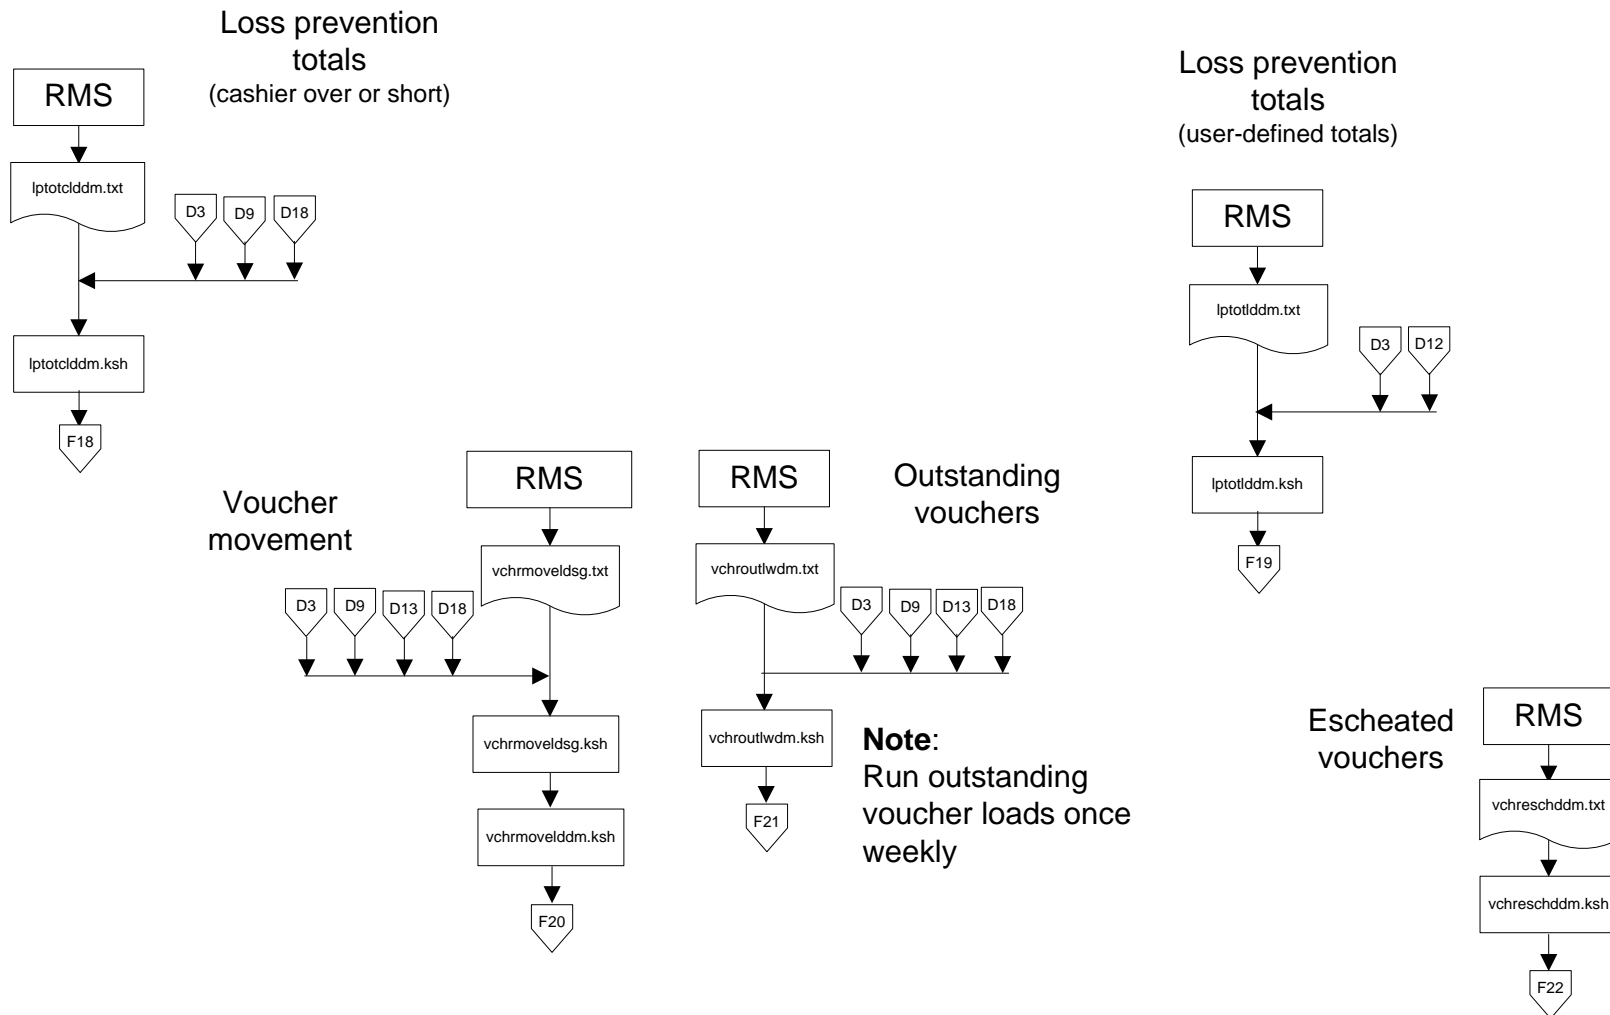 Loss prevention
totals
(cashier over or short)
RMS
lptotclddm.txt
D3 D9 D18
lptotclddm.ksh
F18
Loss prevention
totals
(user-defined totals)
RMS
lptotlddm.txt
D3 D12
lptotlddm.ksh
F19
Voucher
movement
RMS
vchrmoveldsg.txt
D3 D9 D13 D18
vchrmoveldsg.ksh
vchrmovelddm.ksh
F20
Outstanding
vouchers
RMS
vchroutlwdm.txt
D3 D9 D13 D18
vchroutlwdm.ksh
F21
Note:
Run outstanding
voucher loads once
weekly
Escheated
vouchers
RMS
vchreschddm.txt
vchreschddm.ksh
F22